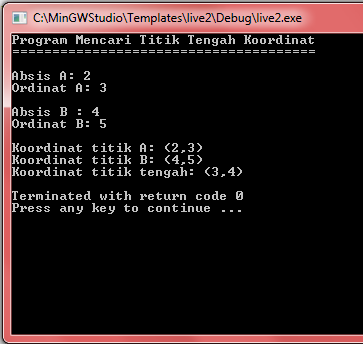 C:\MinGWStudio\Templates\live2\Debug\live2.exe
Program Mencari Titik Tengah Koordinat
======================================
Absis A: 2
Ordinat A: 3
Absis B : 4
Ordinat B: 5
Koordinat titik A: (2,3)
Koordinat titik B: (4,5)
Koordinat titik tengah: (3,4)
Terminated with return code 0
Press any key to continue ...